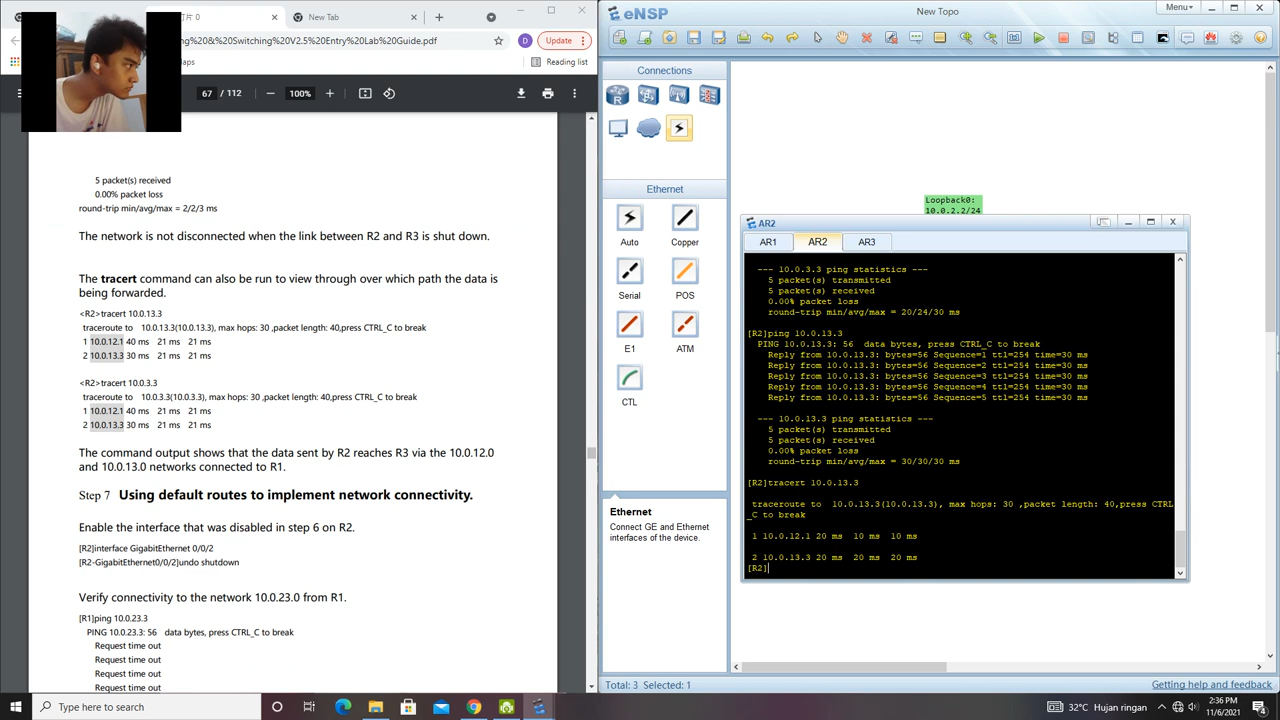 片 0
New Tab
g%20&%20Switching%20V2.5%20Entry%20Lab%20Guide.pdf
D
Update
aps
Reading list
67 / 112
100%
5 packet(s) received
0.00% packet loss
round-trip min/avg/max = 2/2/3 ms
The network is not disconnected when the link between R2 and R3 is shut down.
The tracert command can also be run to view through over which path the data is
being forwarded.
<R2>tracert 10.0.13.3
traceroute to 10.0.13.3(10.0.13.3), max hops: 30 ,packet length: 40,press CTRL_C to break
1 10.0.12.1 40 ms 21 ms 21 ms
2 10.0.13.3 30 ms 21 ms 21 ms
<R2>tracert 10.0.3.3
traceroute to 10.0.3.3(10.0.3.3), max hops: 30 ,packet length: 40,press CTRL_C to break
1 10.0.12.1 40 ms 21 ms 21 ms
2 10.0.13.3 30 ms 21 ms 21 ms
The command output shows that the data sent by R2 reaches R3 via the 10.0.12.0
and 10.0.13.0 networks connected to R1.
Step 7 Using default routes to implement network connectivity.
Enable the interface that was disabled in step 6 on R2.
[R2]interface GigabitEthernet 0/0/2
[R2-GigabitEthernet0/0/2]undo shutdown
Verify connectivity to the network 10.0.23.0 from R1.
[R1]ping 10.0.23.3
PING 10.0.23.3: 56 data bytes, press CTRL_C to break
Request time out
Request time out
Request time out
Request time out
eNSP
New Topo
Menu
Connections
Ethernet
Auto
Copper
Serial
POS
E1
ATM
CTL
Ethernet
Connect GE and Ethernet
interfaces of the device.
Loopback0:
10.0.2.2/24
AR2
AR1
AR2
AR3
--- 10.0.3.3 ping statistics ---
5 packet(s) transmitted
5 packet(s) received
0.00% packet loss
round-trip min/avg/max = 20/24/30 ms
[R2]ping 10.0.13.3
PING 10.0.13.3: 56 data bytes, press CTRL_C to break
Reply from 10.0.13.3: bytes=56 Sequence=1 ttl=254 time=30 ms
Reply from 10.0.13.3: bytes=56 Sequence=2 ttl=254 time=30 ms
Reply from 10.0.13.3: bytes=56 Sequence=3 ttl=254 time=30 ms
Reply from 10.0.13.3: bytes=56 Sequence=4 ttl=254 time=30 ms
Reply from 10.0.13.3: bytes=56 Sequence=5 ttl=254 time=30 ms
--- 10.0.13.3 ping statistics ---
5 packet(s) transmitted
5 packet(s) received
0.00% packet loss
round-trip min/avg/max = 30/30/30 ms
[R2]tracert 10.0.13.3
traceroute to 10.0.13.3(10.0.13.3), max hops: 30 ,packet length: 40,press CTRL
_C to break
1 10.0.12.1 20 ms 10 ms 10 ms
2 10.0.13.3 20 ms 20 ms 20 ms
[R2]
Total: 3 Selected: 1
Getting help and feedback
Type here to search
32°C Hujan ringan
2:36 PM
11/6/2021